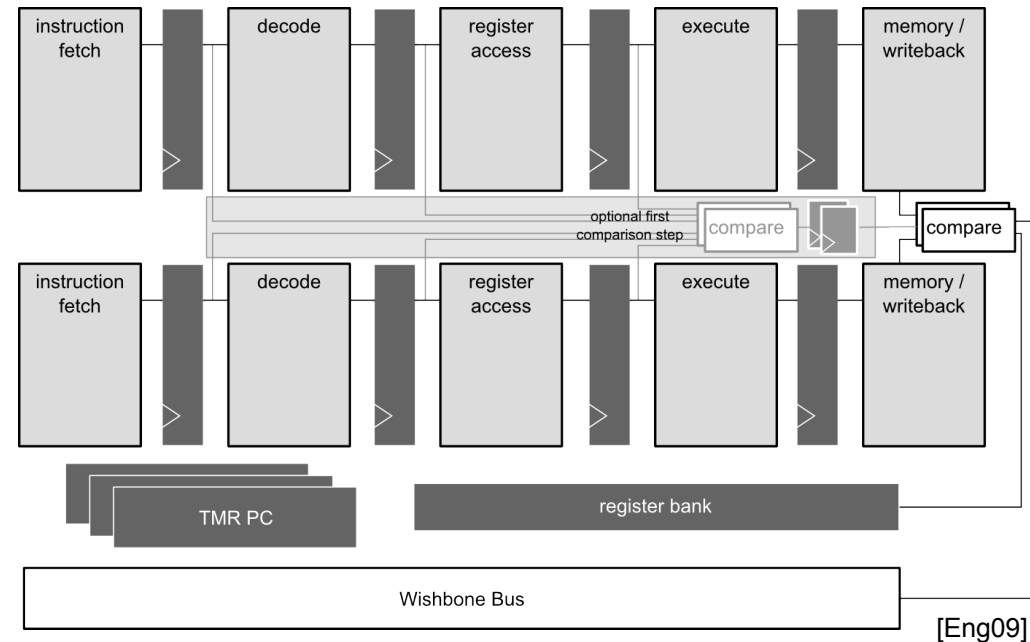 instruction
fetch
decode
register
access
execute
memory /
writeback
optional first
comparison step
compare
compare
instruction
fetch
decode
register
access
execute
memory /
writeback
TMR PC
register bank
Wishbone Bus
[Eng09]